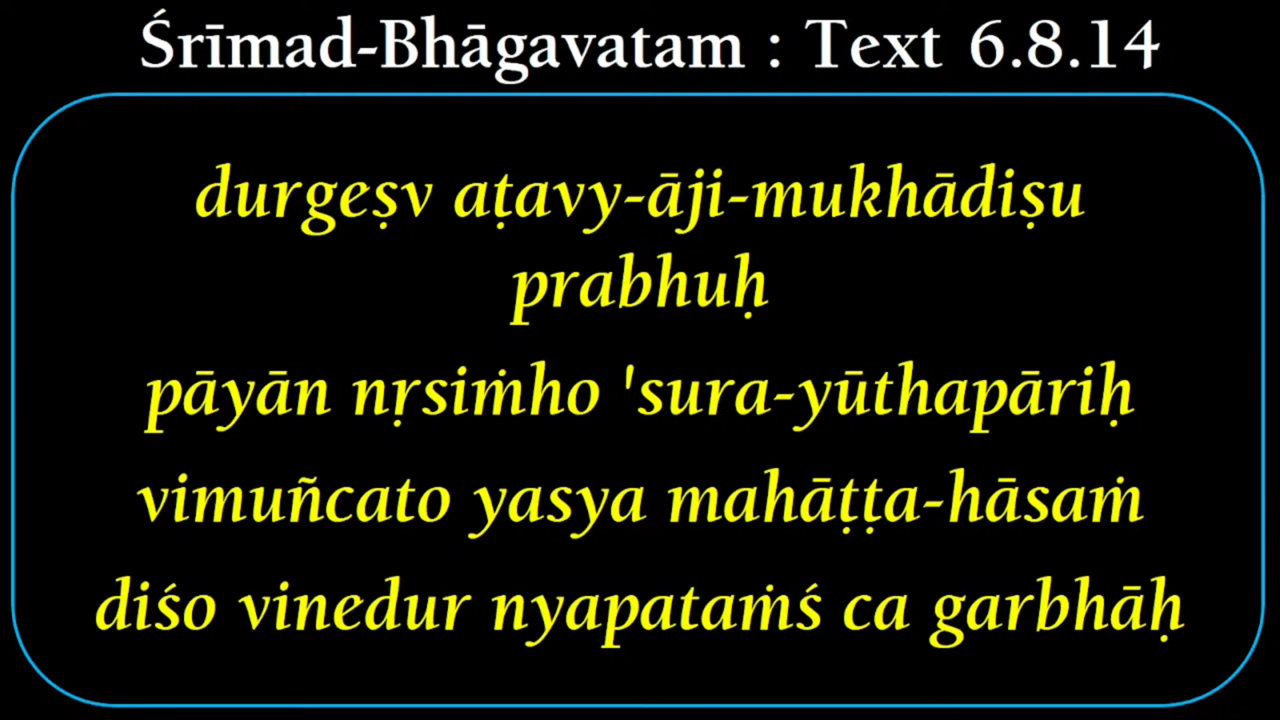 Śrīmad-Bhāgavatam : Text 6.8.14
durgeṣv aṭavy-āji-mukhādiṣu
prabhuḥ
pāyān nṛsiṁho 'sura-yūthapāriḥ
vimuñcato yasya mahāṭṭa-hāsaṁ
diśo vinedur nyapataṁś ca garbhāḥ